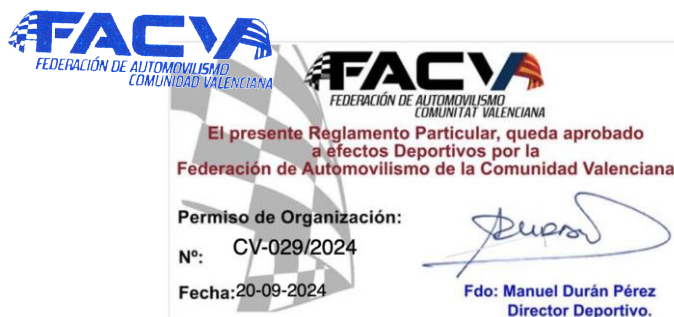 FACVA
FEDERACIÓN DE AUTOMOVILISMO
COMUNIDAD VALENCIANA
FACVA
FEDERACIÓN DE AUTOMOVILISMO
COMUNITAT VALENCIANA
El presente Reglamento Particular, queda aprobado
a efectos Deportivos por la
Federación de Automovilismo de la Comunidad Valenciana
Permiso de Organización:
Nº: CV-029/2024
Fecha:20-09-2024
Fdo: Manuel Durán Pérez
Director Deportivo.